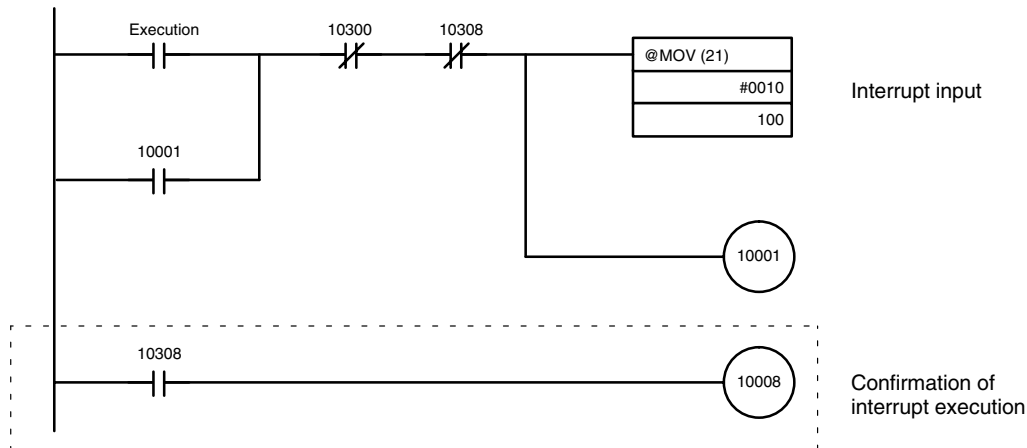 Execution
10300
10308
@MOV (21)
#0010
100
Interrupt input
10001
10001
10308
10008
Confirmation of
interrupt execution